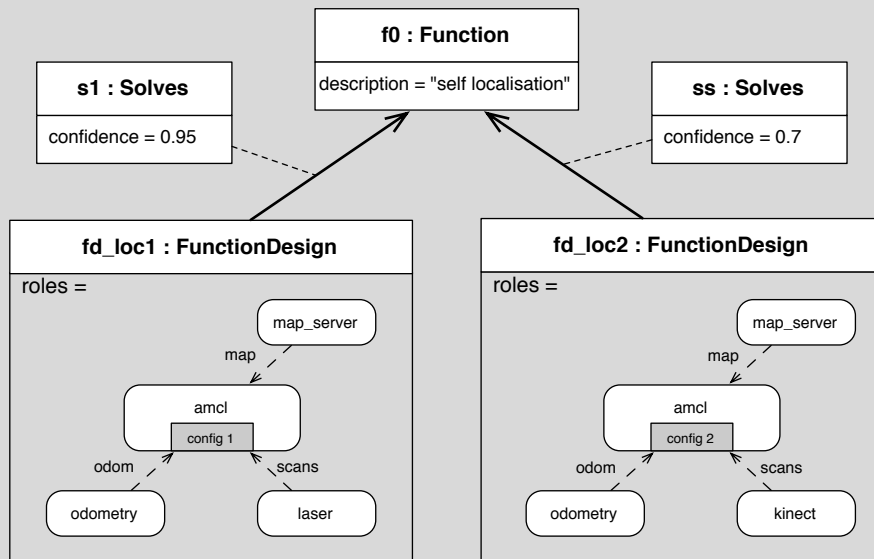 f0 : Function
description = "self localisation"
s1 : Solves
confidence = 0.95
ss : Solves
confidence = 0.7
fd_loc1 : FunctionDesign
roles =
map_server
map
amcl
config 1
odom
scans
odometry
laser
fd_loc2 : FunctionDesign
roles =
map_server
map
amcl
config 2
odom
scans
odometry
kinect